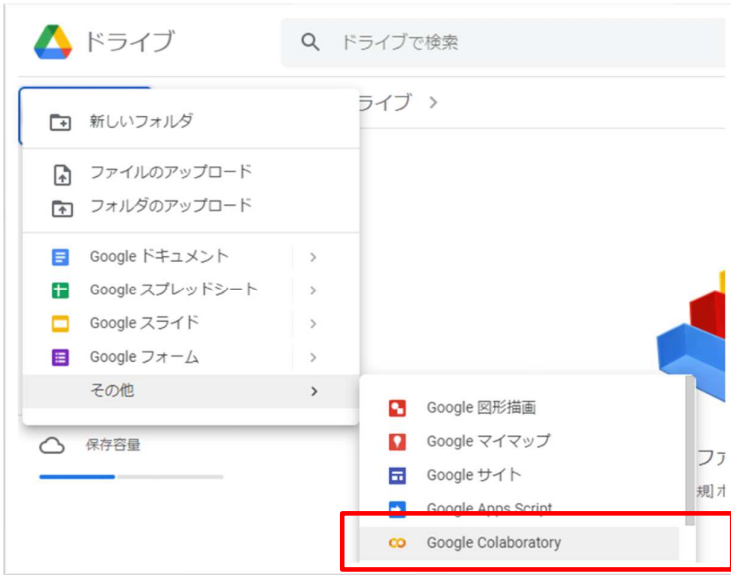 ドライブ
ドライブで検索
ライブ
新しいフォルダ
ファイルのアップロード
フォルダのアップロード
Google ドキュメント
Google スプレッドシート
Google スライド
Google フォーム
その他
Google 図形描画
Google マイマップ
Google サイト
Google Apps Script
Google Colaboratory
保存容量
ファ
規] ボ